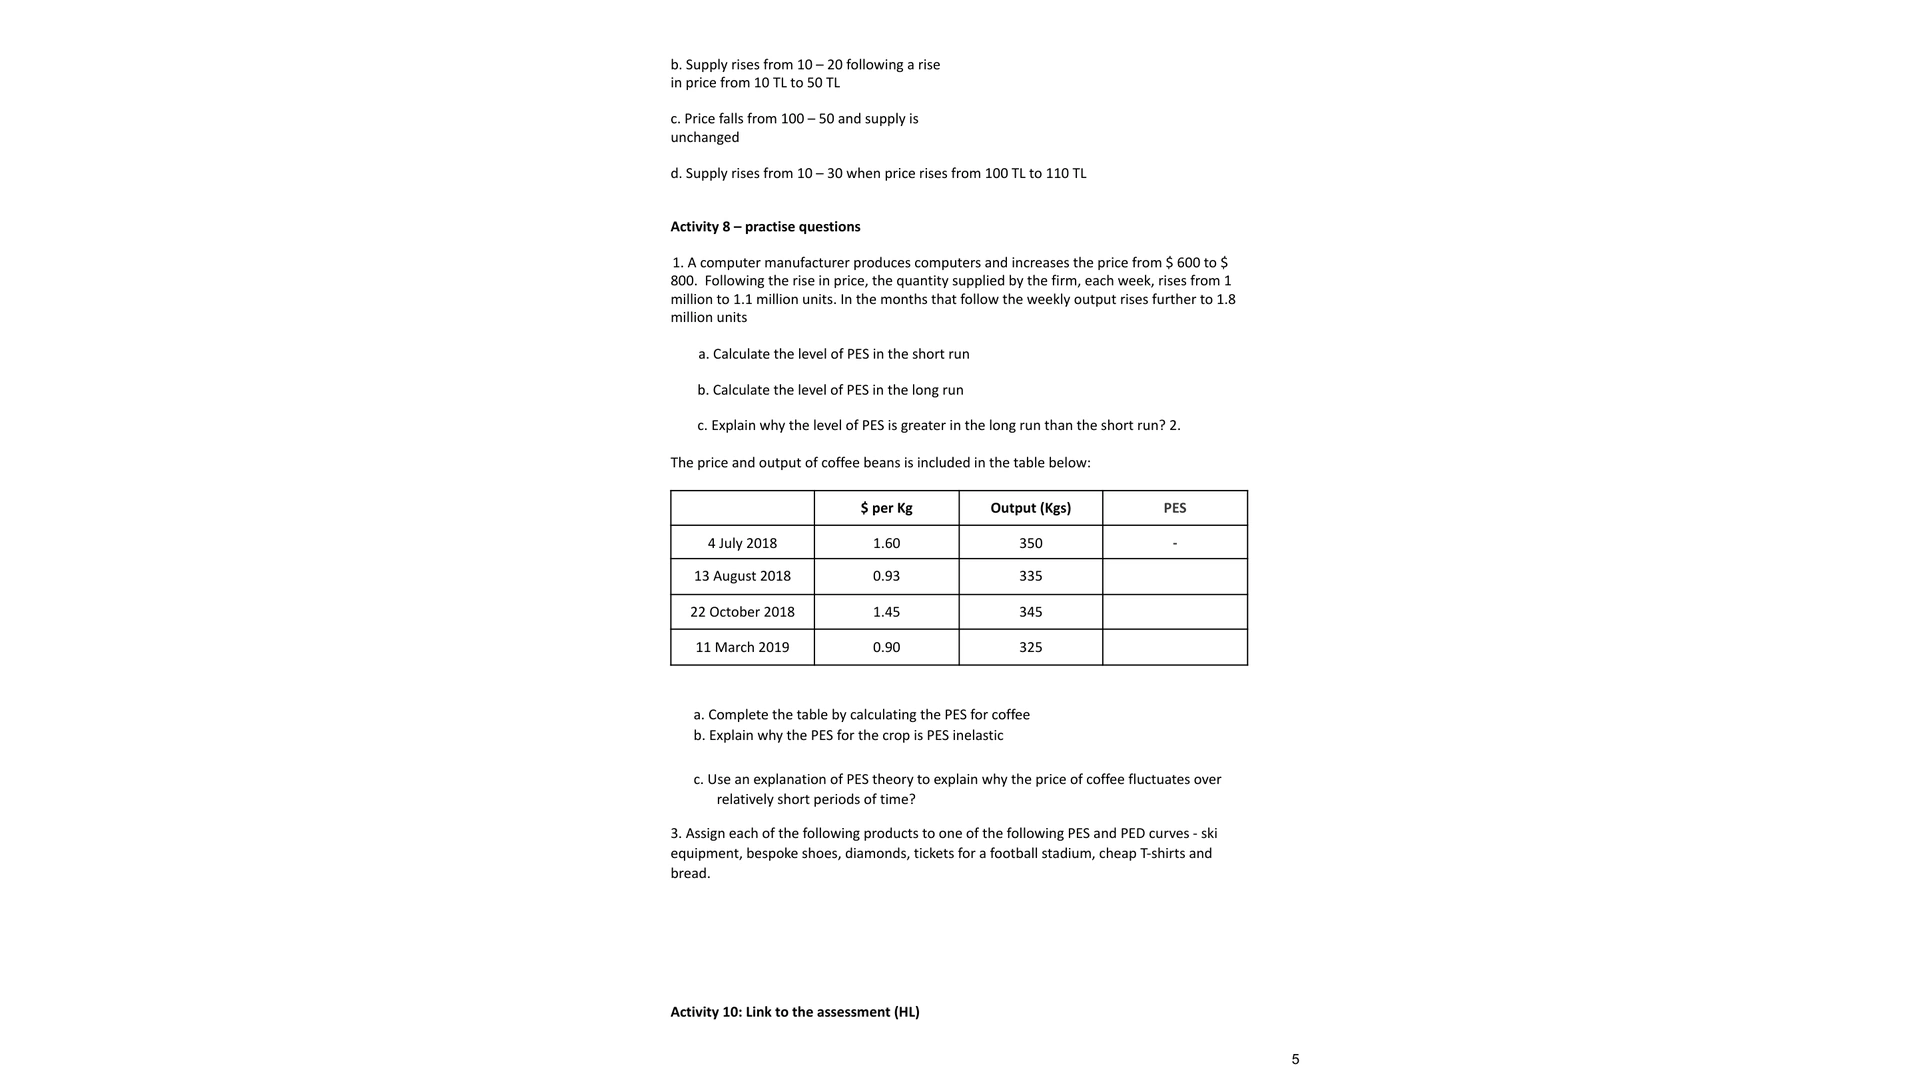 b. Supply rises from 10 – 20 following a rise
in price from 10 TL to 50 TL
c. Price falls from 100 – 50 and supply is
unchanged
d. Supply rises from 10 – 30 when price rises from 100 TL to 110 TL
Activity 8 – practise questions
1. A computer manufacturer produces computers and increases the price from $ 600 to $
800.  Following the rise in price, the quantity supplied by the firm, each week, rises from 1
million to 1.1 million units. In the months that follow the weekly output rises further to 1.8
million units
a. Calculate the level of PES in the short run
b. Calculate the level of PES in the long run
c. Explain why the level of PES is greater in the long run than the short run? 2.
The price and output of coffee beans is included in the table below:
$ per Kg Output (Kgs) PES
4 July 2018 1.60 350 -
13 August 2018 0.93 335
22 October 2018 1.45 345
11 March 2019 0.90 325
a. Complete the table by calculating the PES for coffee
b. Explain why the PES for the crop is PES inelastic
c. Use an explanation of PES theory to explain why the price of coffee fluctuates over
relatively short periods of time?
3. Assign each of the following products to one of the following PES and PED curves - ski
equipment, bespoke shoes, diamonds, tickets for a football stadium, cheap T-shirts and
bread.
Activity 10: Link to the assessment (HL)
5